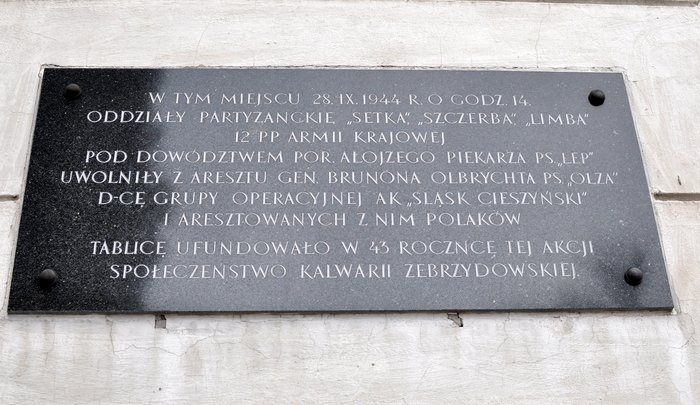 W TYM MIEJSCU 28.IX.1944 R. O GODZ. 14.
ODDZIAŁY PARTYZANCKIE „SETKA”, „SZCZERBA”, „LIMBA”
12 PP ARMII KRAJOWEJ
POD DOWÓDZTWEM POR. ALOJZEGO PIEKARZA PS. „ŁEP”
UWOLNIŁY Z ARESZTU GEN. BRUNONA OLBRYCHTA PS. „OLZA”
D-CĘ GRUPY OPERACYJNEJ AK „ŚLĄSK CIESZYŃSKI”
I ARESZTOWANYCH Z NIM POLAKÓW
TABLICĘ UFUNDOWAŁO W 43 ROCZNCĘ TEJ AKCJI
SPOŁECZEŃSTWO KALWARII ZEBRZYDOWSKIEJ.